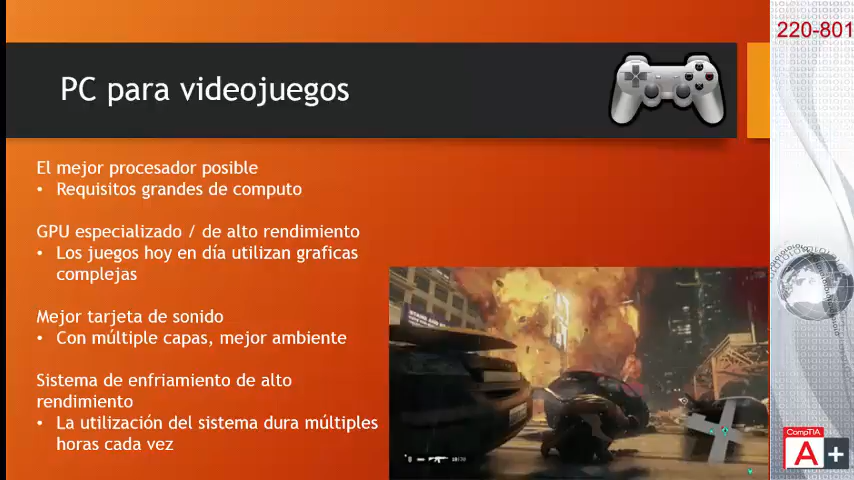 220-801
PC para videojuegos
El mejor procesador posible
• Requisitos grandes de computo
GPU especializado / de alto rendimiento
• Los juegos hoy en día utilizan graficas
complejas
Mejor tarjeta de sonido
• Con múltiple capas, mejor ambiente
Sistema de enfriamiento de alto
rendimiento
• La utilización del sistema dura múltiples
horas cada vez
CompTIA
A+